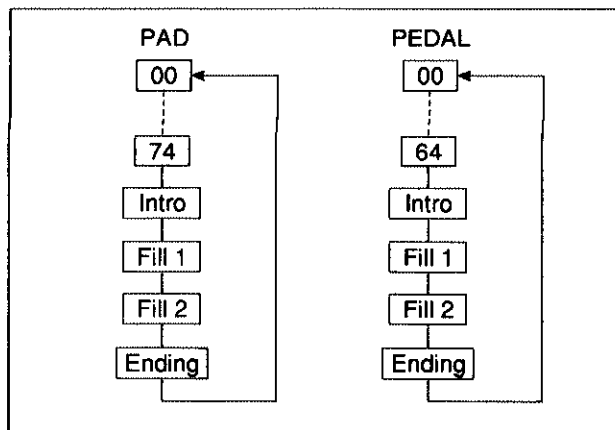 PAD PEDAL
00 00
74 64
Intro Intro
Fill 1 Fill 1
Fill 2 Fill 2
Ending Ending